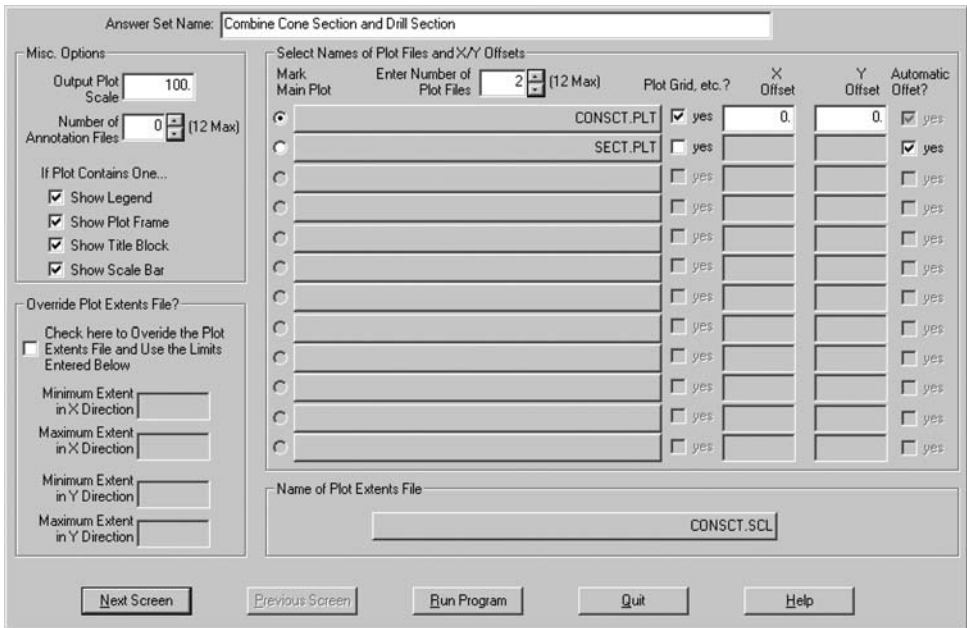 Answer Set Name: Combine Cone Section and Drill Section
Misc. Options
Output Plot Scale 100.
Number of Annotation Files 0 (12 Max)
If Plot Contains One...
Show Legend
Show Plot Frame
Show Title Block
Show Scale Bar
Override Plot Extents File?
Check here to Overide the Plot
Extents File and Use the Limits
Entered Below
Minimum Extent
in X Direction
Maximum Extent
in X Direction
Minimum Extent
in Y Direction
Maximum Extent
in Y Direction
Select Names of Plot Files and X/Y Offsets
Mark Main Plot
Enter Number of Plot Files 2 (12 Max)
Plot Grid, etc.?
X Offset
Y Offset
Automatic Offet?
CONSCT.PLT yes 0. 0. yes
SECT.PLT yes yes
yes yes
yes yes
yes yes
yes yes
yes yes
yes yes
yes yes
yes yes
yes yes
yes yes
Name of Plot Extents File
CONSCT.SCL
Next Screen Previous Screen Run Program Quit Help